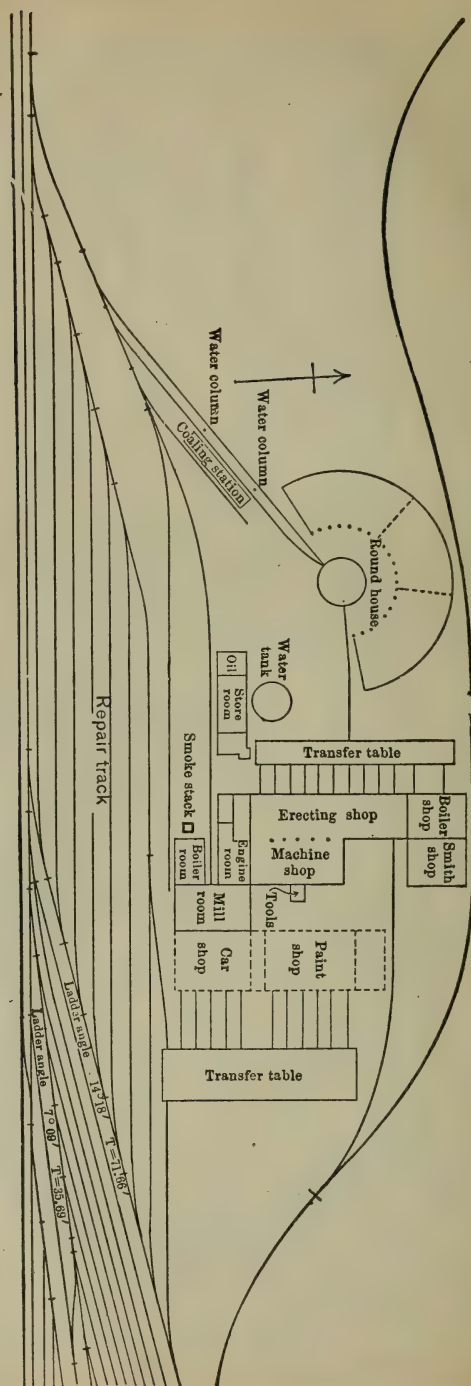 Water column
Water column
Coaling station
Round house
Water
tank
Oil
Store
room
Transfer table
Smoke stack
Boiler
room
Engine
room
Erecting shop
Machine
shop
Boiler
shop
Smith
shop
Tools
Mill
room
Car
shop
Paint
shop
Transfer table
Repair track
Ladder angle 14°18′ T=71.66′
Ladder angle 7°09′ T=35.69′